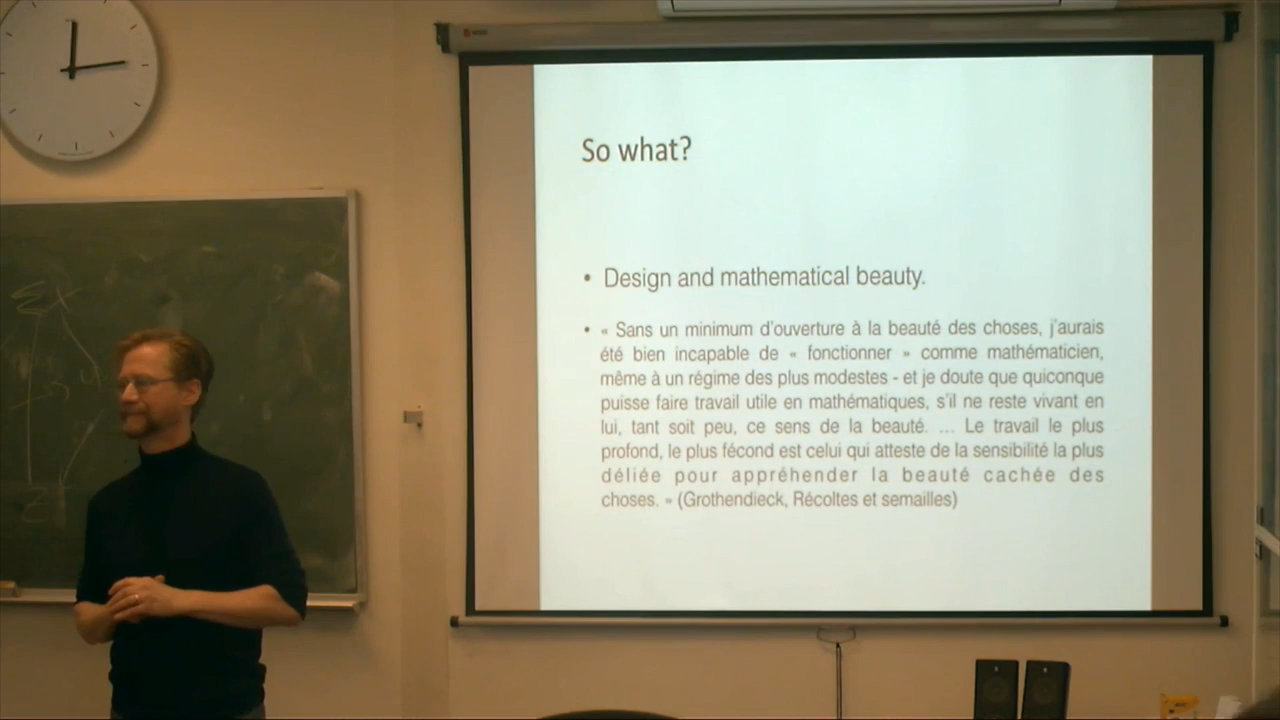 So what?
• Design and mathematical beauty.
• « Sans un minimum d'ouverture à la beauté des choses, j'aurais
été bien incapable de « fonctionner » comme mathématicien,
même à un régime des plus modestes - et je doute que quiconque
puisse faire travail utile en mathématiques, s'il ne reste vivant en
lui, tant soit peu, ce sens de la beauté. … Le travail le plus
profond, le plus fécond est celui qui atteste de la sensibilité la plus
déliée pour appréhender la beauté cachée des
choses. » (Grothendieck, Récoltes et semailles)